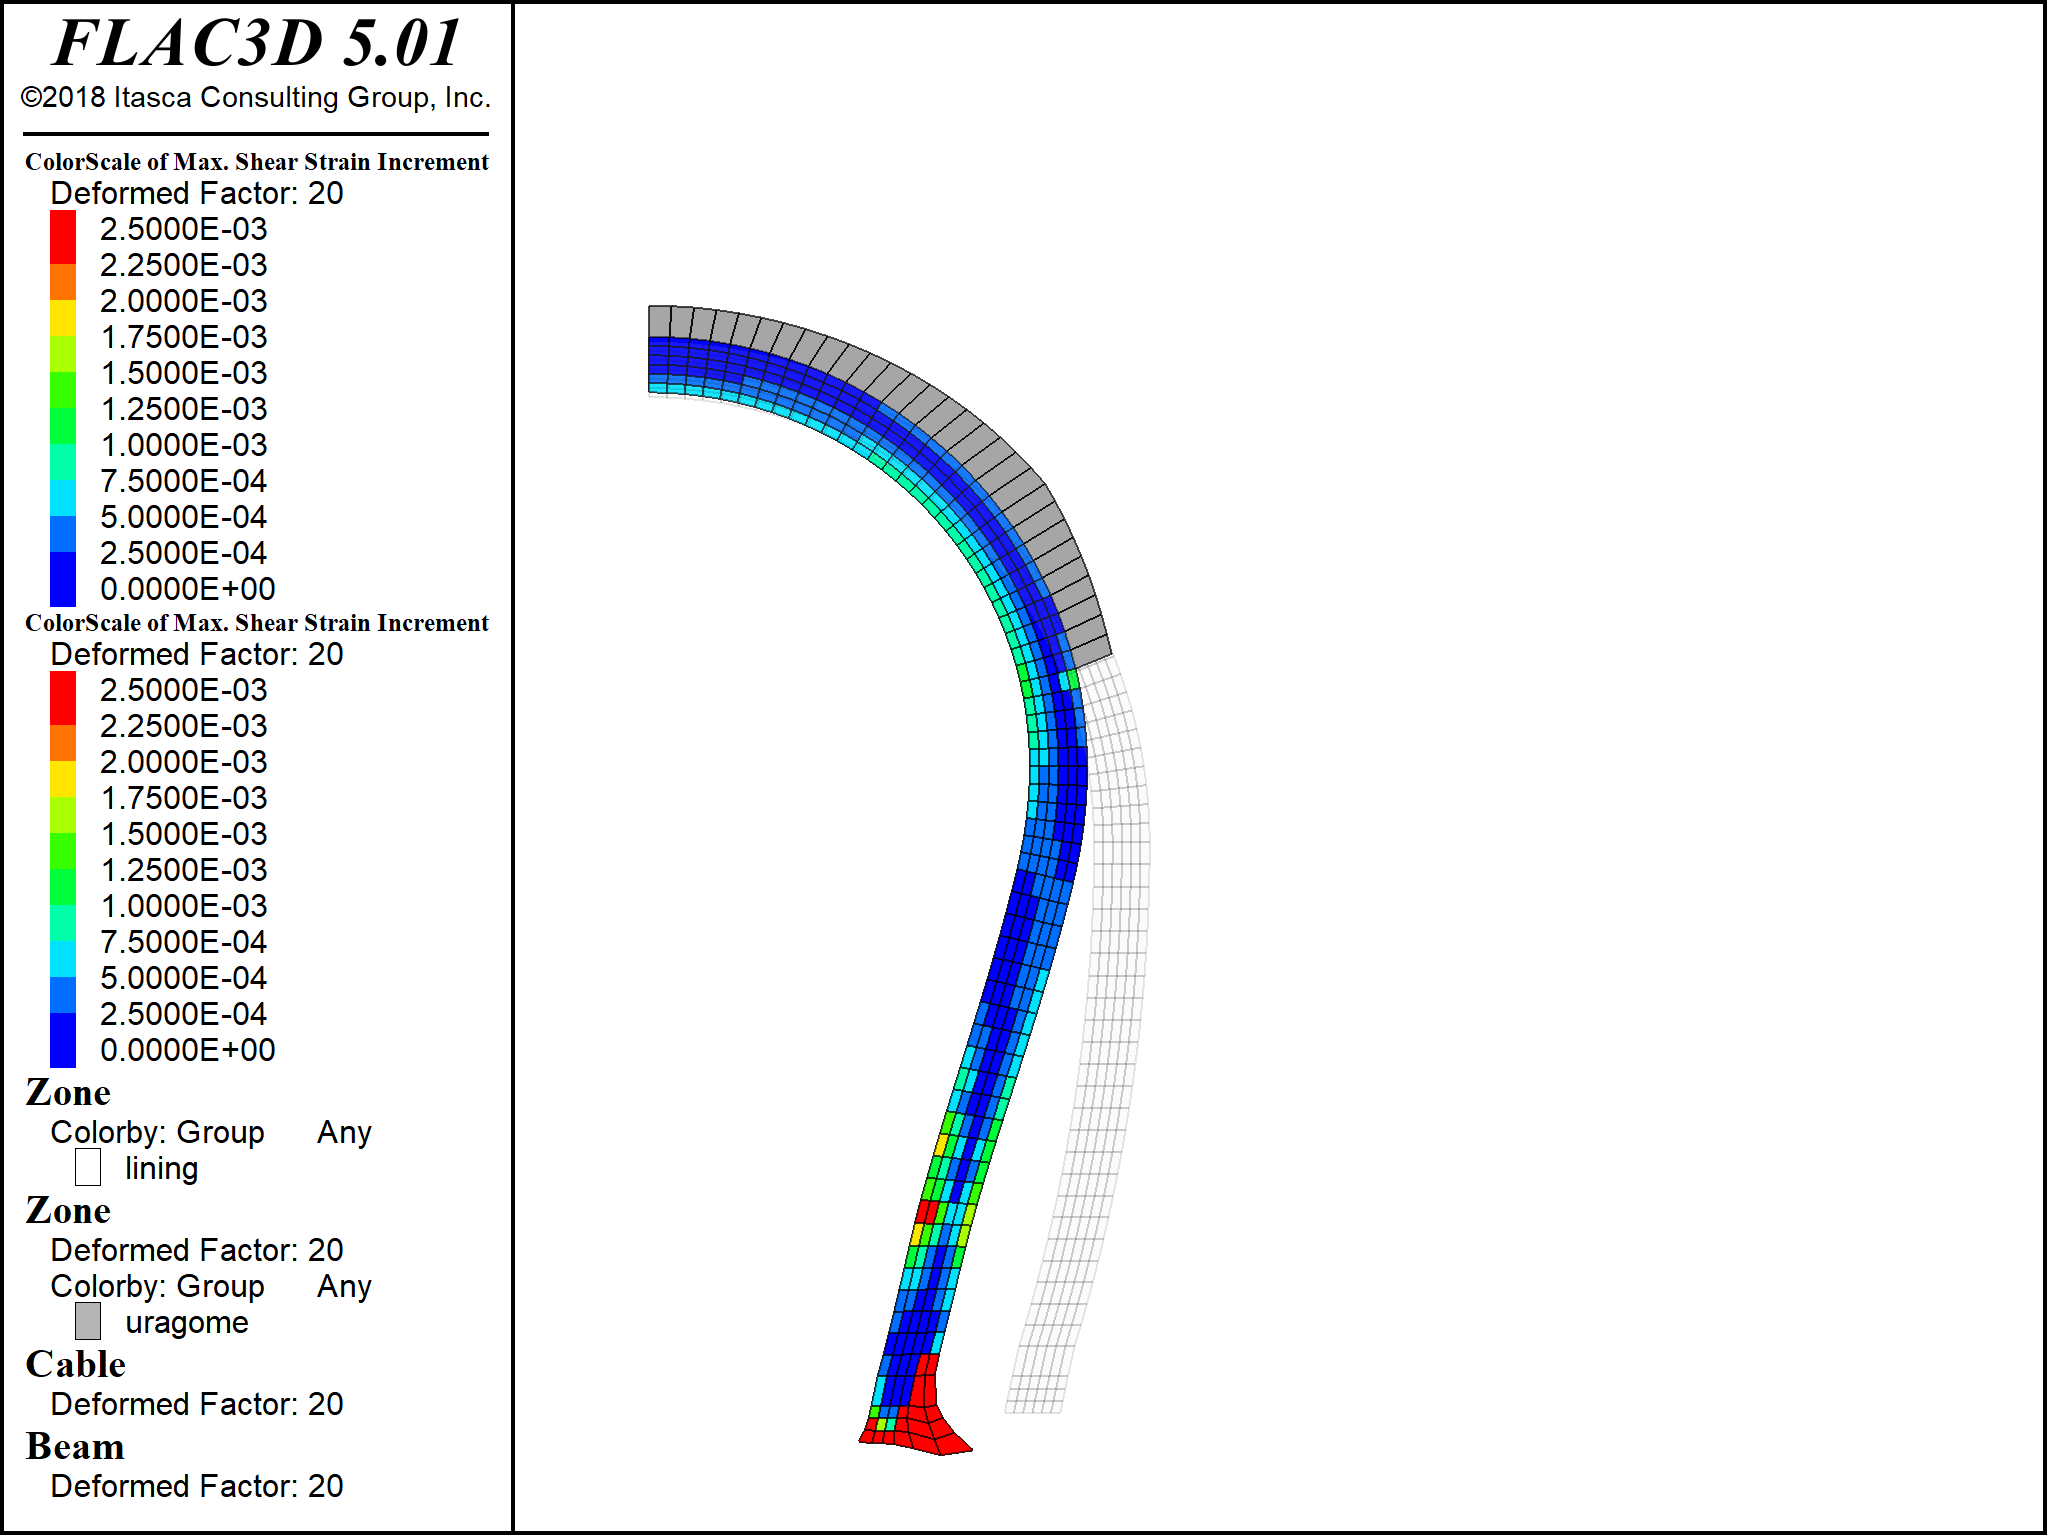 FLAC3D 5.01
©2018 Itasca Consulting Group, Inc.
ColorScale of Max. Shear Strain Increment
Deformed Factor: 20
2.5000E-03
2.2500E-03
2.0000E-03
1.7500E-03
1.5000E-03
1.2500E-03
1.0000E-03
7.5000E-04
5.0000E-04
2.5000E-04
0.0000E+00
ColorScale of Max. Shear Strain Increment
Deformed Factor: 20
2.5000E-03
2.2500E-03
2.0000E-03
1.7500E-03
1.5000E-03
1.2500E-03
1.0000E-03
7.5000E-04
5.0000E-04
2.5000E-04
0.0000E+00
Zone
Colorby: Group Any
lining
Zone
Deformed Factor: 20
Colorby: Group Any
uragome
Cable
Deformed Factor: 20
Beam
Deformed Factor: 20